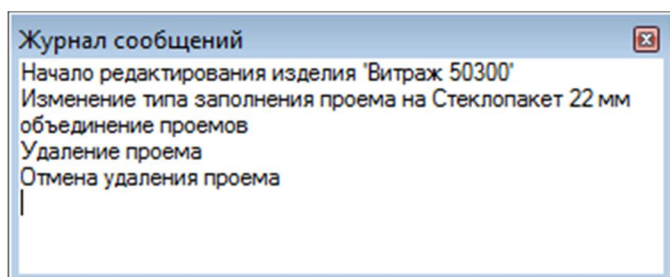 Журнал сообщений
Начало редактирования изделия 'Витраж 50300'
Изменение типа заполнения проема на Стеклопакет 22 мм
объединение проемов
Удаление проема
Отмена удаления проема